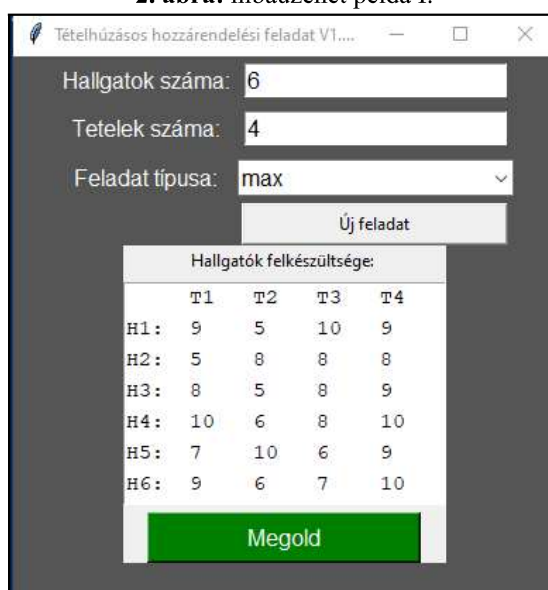 2. ábra: hibaüzenet példa I.
Tételhúzásos hozzárendelési feladat V1....
Hallgatok száma: 6
Tetelek száma: 4
Feladat típusa: max
Új feladat
Hallgatók felkészültsége:
T1 T2 T3 T4
H1: 9 5 10 9
H2: 5 8 8 8
H3: 8 5 8 9
H4: 10 6 8 10
H5: 7 10 6 9
H6: 9 6 7 10
Megold